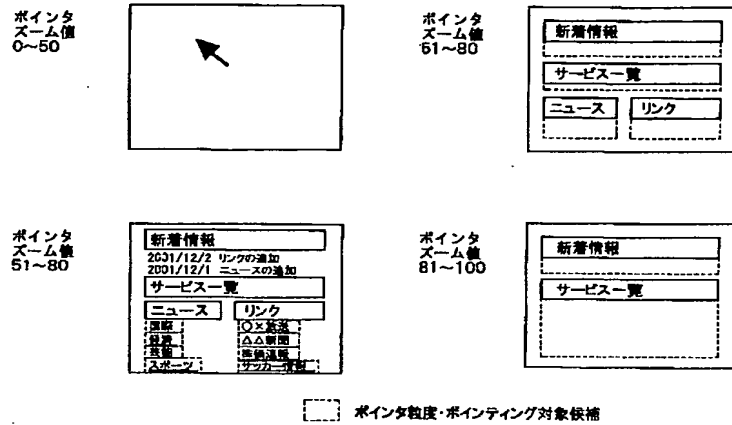 ポインタ
ズーム値
0～50
ポインタ
ズーム値
61～80
新着情報
サービス一覧
ニュース
リンク
ポインタ
ズーム値
51～80
新着情報
2001/12/2 リンクの追加
2001/12/1 ニュースの追加
サービス一覧
ニュース
リンク
国際
○×放送
経済
△△新聞
芸能
株価速報
スポーツ
サッカー情報
ポインタ
ズーム値
81～100
新着情報
サービス一覧
ポインタ粒度・ポインティング対象候補